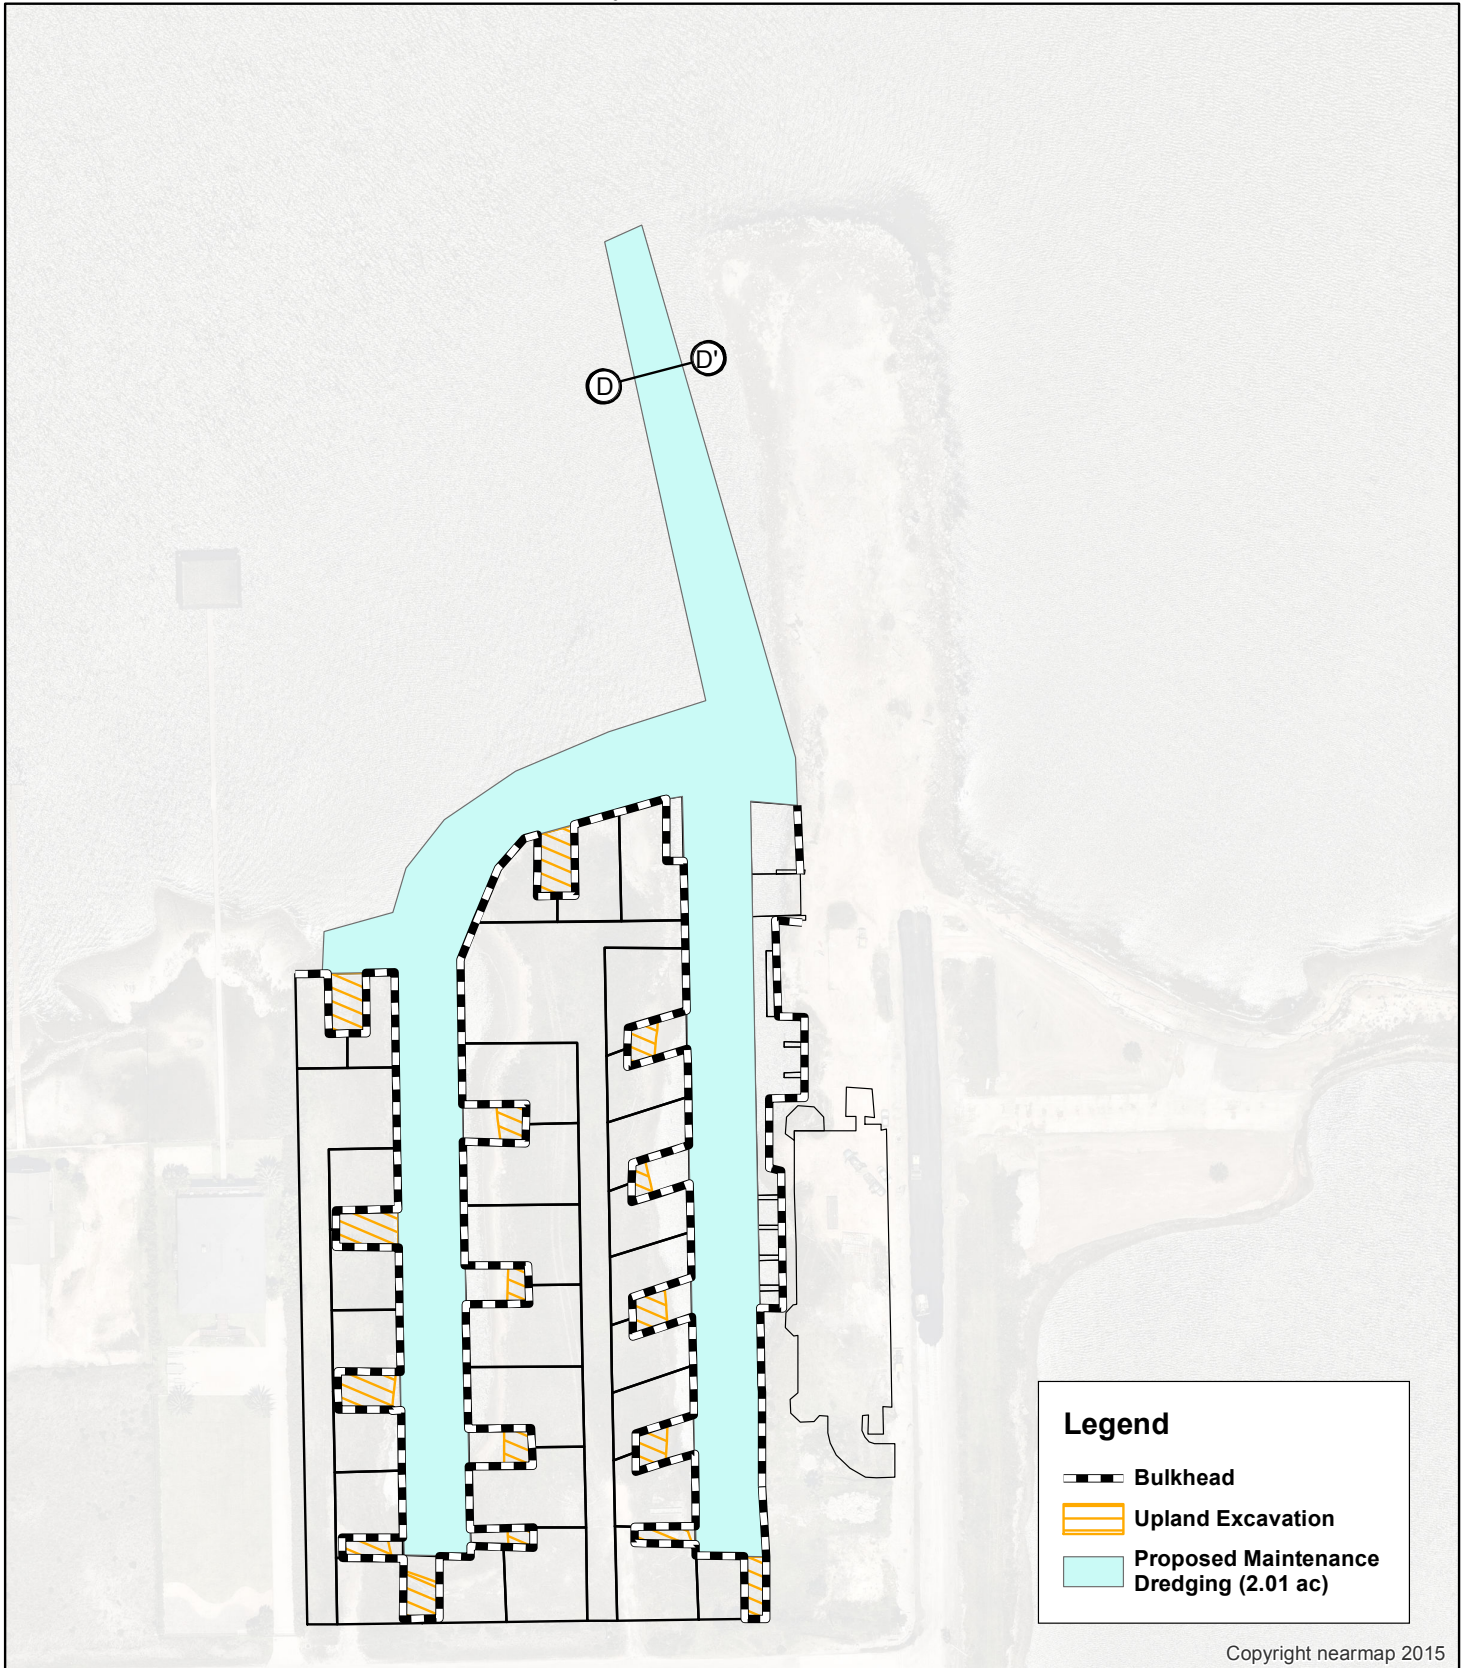 D
D'
Legend
Bulkhead
Upland Excavation
Proposed Maintenance
Dredging (2.01 ac)
Copyright nearmap 2015